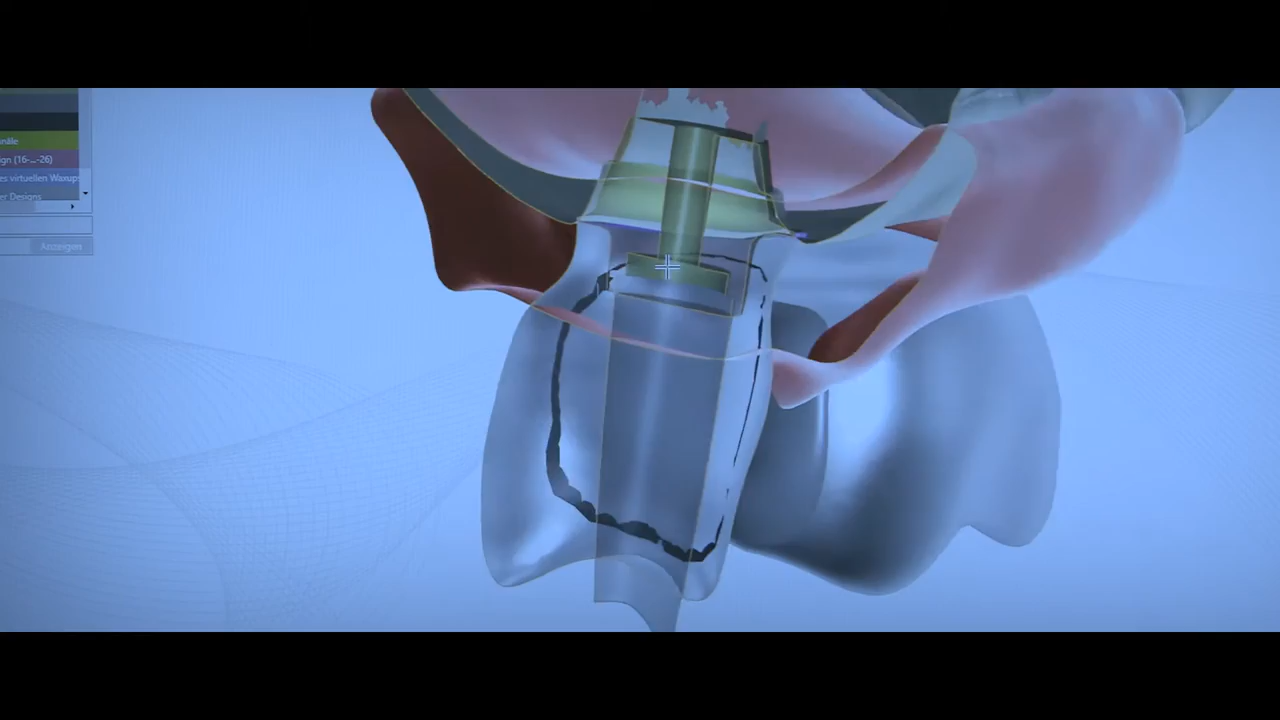 näle
ign (16-...-26)
es virtuellen Waxups
er Designs
Anzeigen